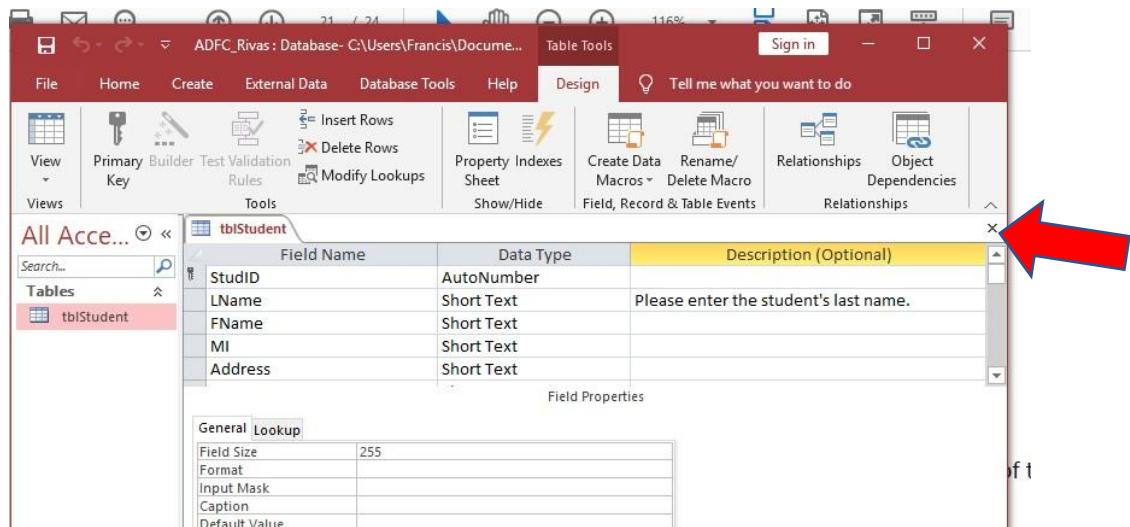 21 / 24 116%
ADFC_Rivas : Database- C:\Users\Francis\Docume... Table Tools Sign in
File Home Create External Data Database Tools Help Design Tell me what you want to do
View Primary Key Builder Test Validation Rules Insert Rows Delete Rows Modify Lookups Property Sheet Indexes Create Data Macros Rename/ Delete Macro Relationships Object Dependencies
Views Tools Show/Hide Field, Record & Table Events Relationships
All Acce...
Search...
Tables
tblStudent
tblStudent
Field Name Data Type Description (Optional)
StudID AutoNumber
LName Short Text Please enter the student's last name.
FName Short Text
MI Short Text
Address Short Text
Field Properties
General Lookup
Field Size 255
Format
Input Mask
Caption
Default Value
of t